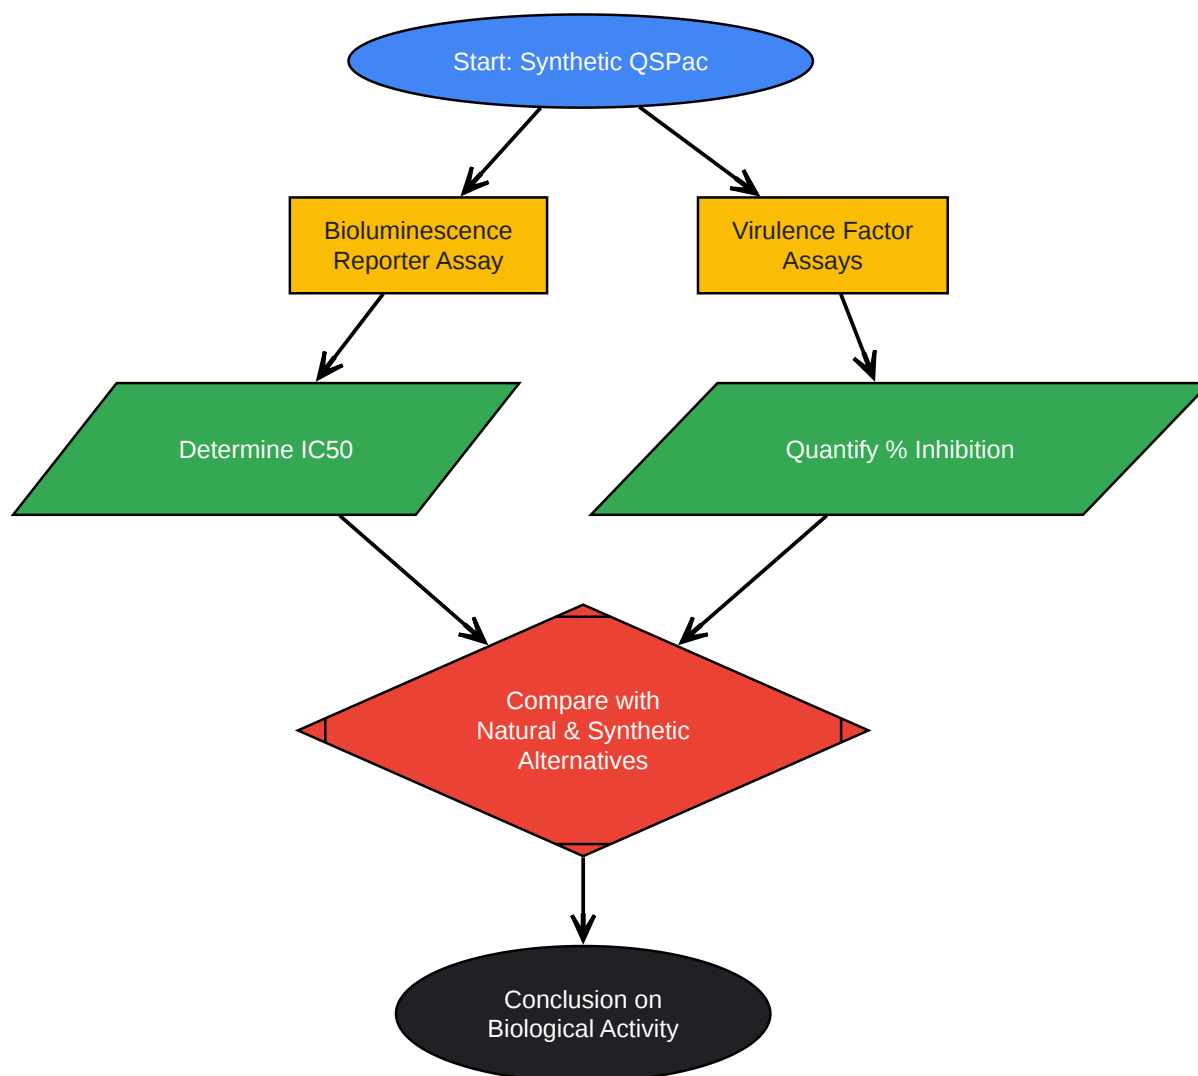 Start: Synthetic QSPac
Bioluminescence
Reporter Assay
Virulence Factor
Assays
Determine IC50
Quantify % Inhibition
Compare with
Natural & Synthetic
Alternatives
Conclusion on
Biological Activity